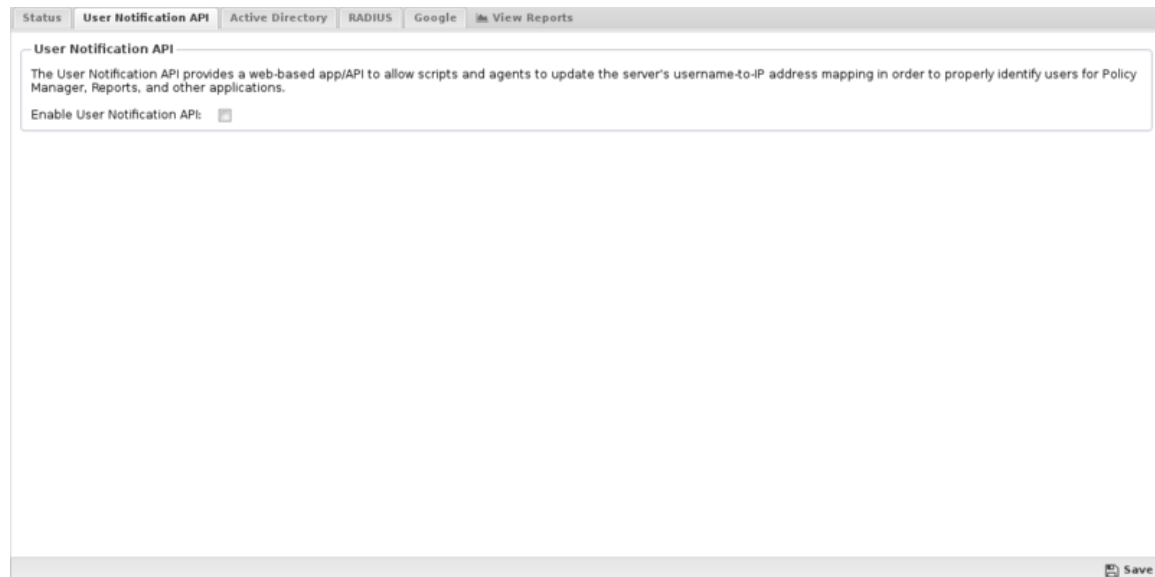 Status User Notification API Active Directory RADIUS Google View Reports
User Notification API
The User Notification API provides a web-based app/API to allow scripts and agents to update the server's username-to-IP address mapping in order to properly identify users for Policy
Manager, Reports, and other applications.
Enable User Notification API:
Save